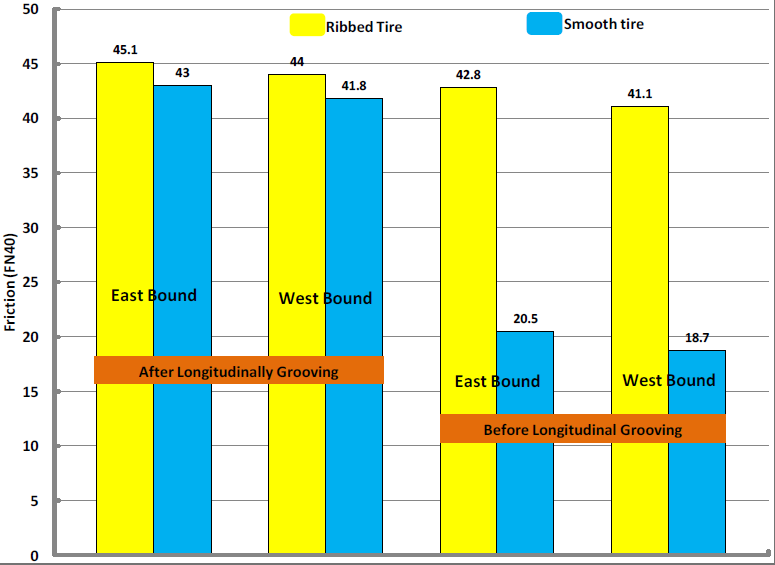 50
45
40
35
30
25
20
15
10
5
0
Friction (FN40)
Ribbed Tire
Smooth tire
45.1
43
44
41.8
42.8
20.5
41.1
18.7
East Bound
West Bound
East Bound
West Bound
After Longitudinally Grooving
Before Longitudinal Grooving